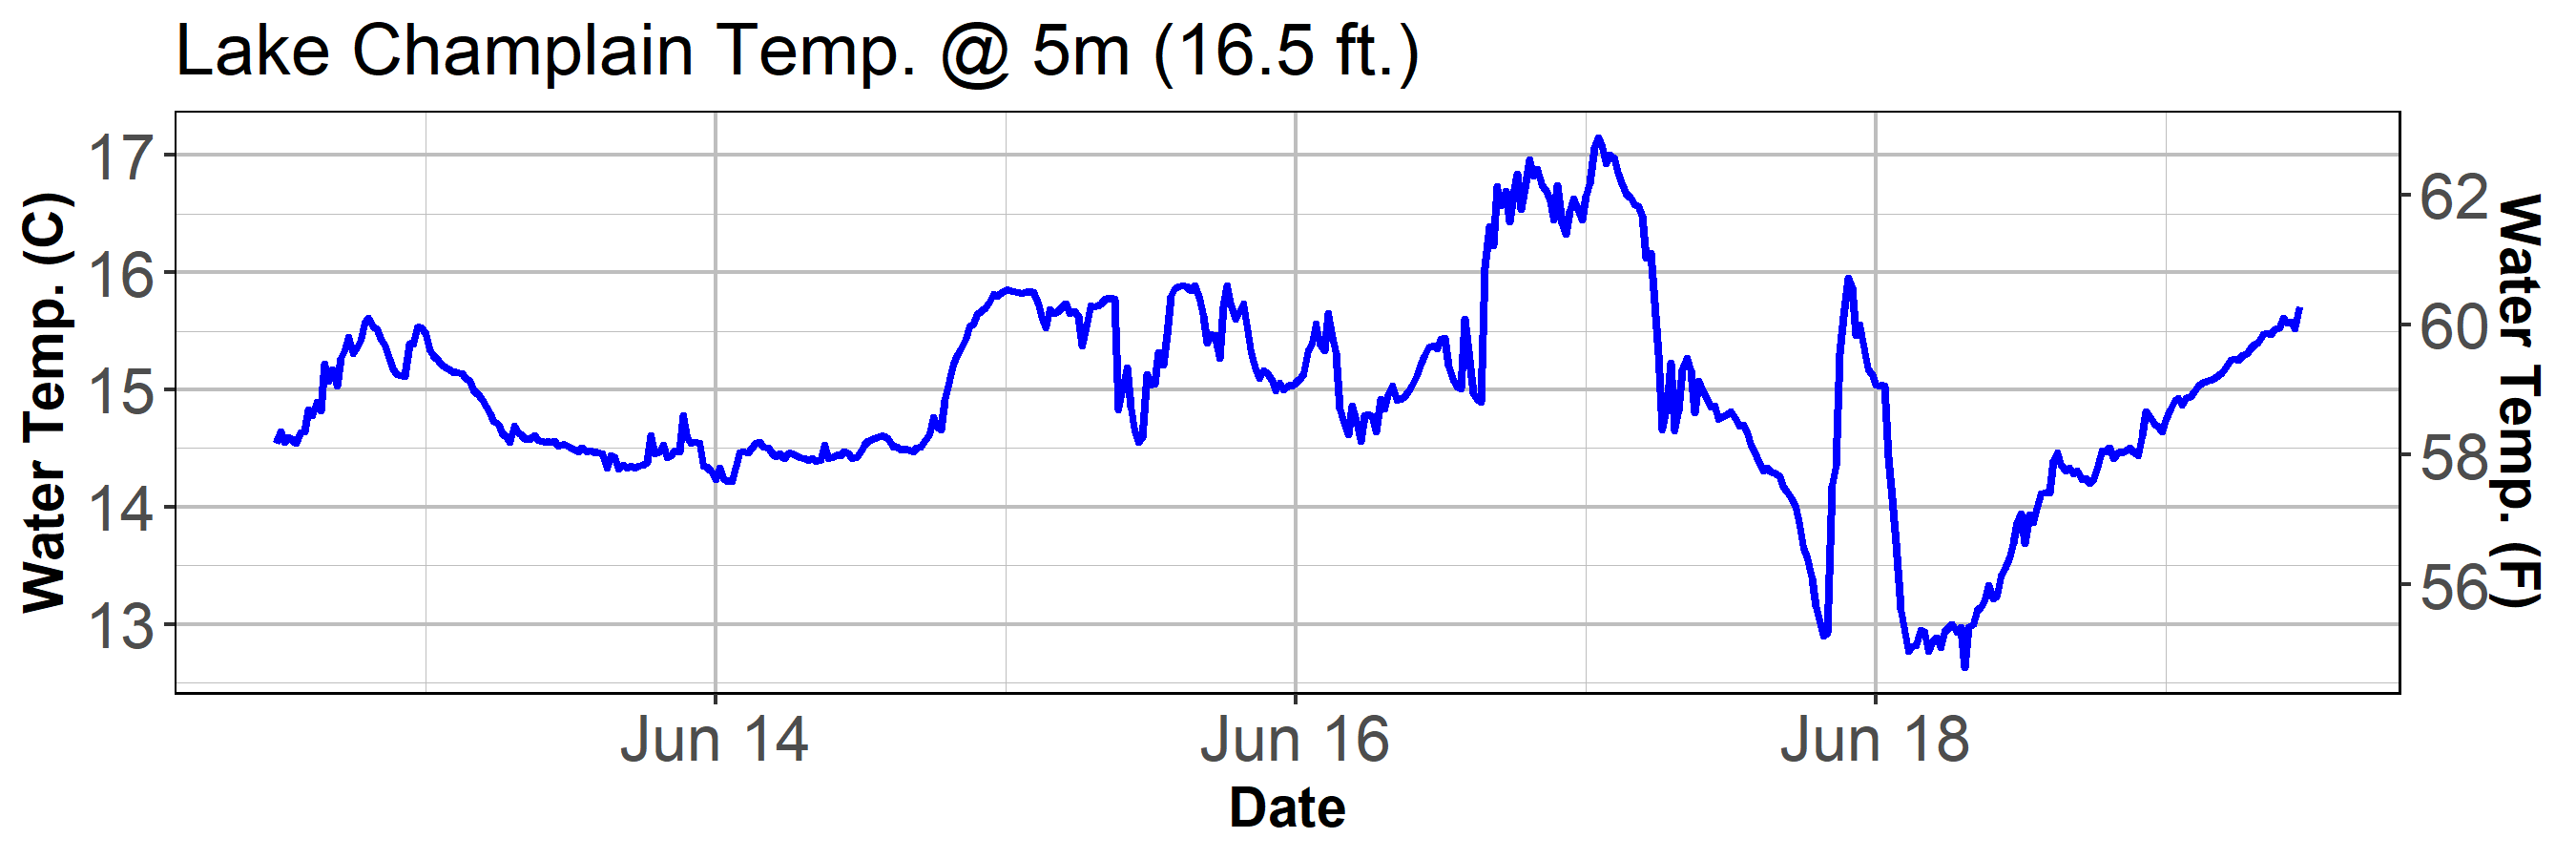 Lake Champlain Temp. @ 5m (16.5 ft.)
Water Temp. (C)
17
16
15
14
13
62
60
58
56
Water Temp. (F)
Jun 14
Jun 16
Jun 18
Date